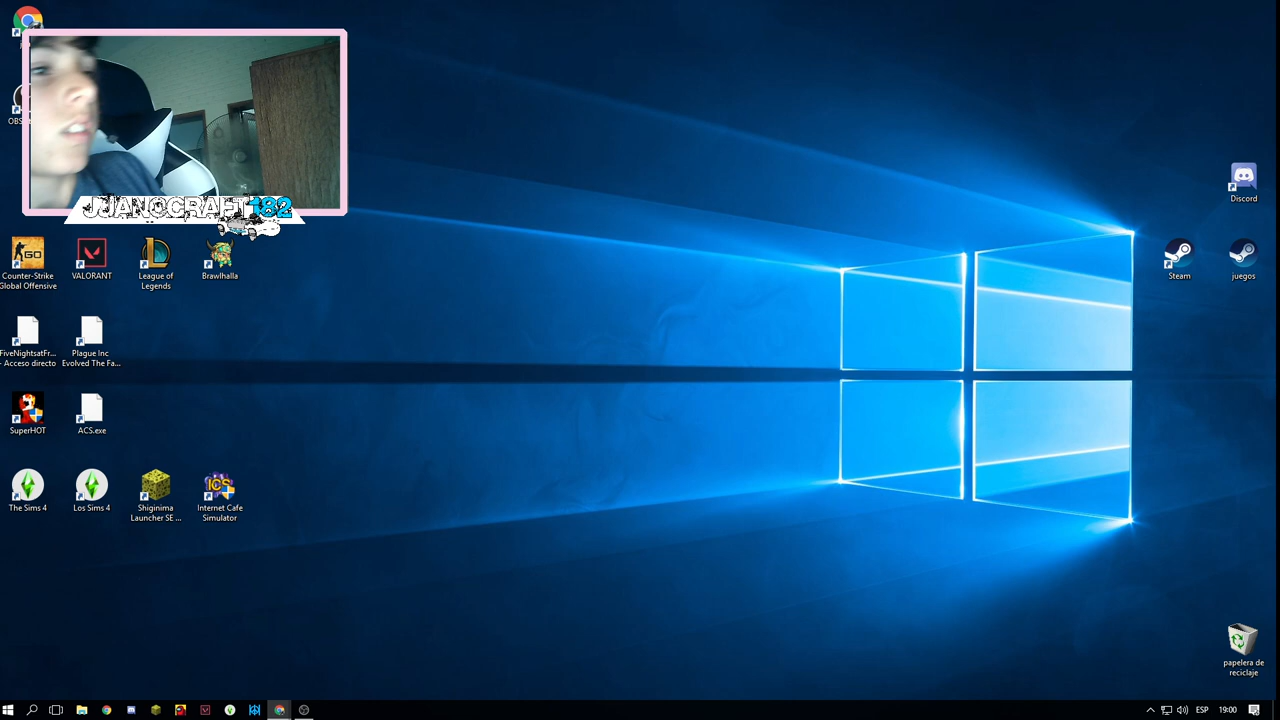 OBS
JUANOCRAFT182
Counter-Strike
Global Offensive
VALORANT
League of
Legends
Brawlhalla
FiveNightsatFr...
- Acceso directo
Plague Inc
Evolved The Fa...
SuperHOT
ACS.exe
The Sims 4
Los Sims 4
Shiginima
Launcher SE ...
Internet Cafe
Simulator
Discord
Steam
juegos
papelera de
reciclaje
ESP
19:00